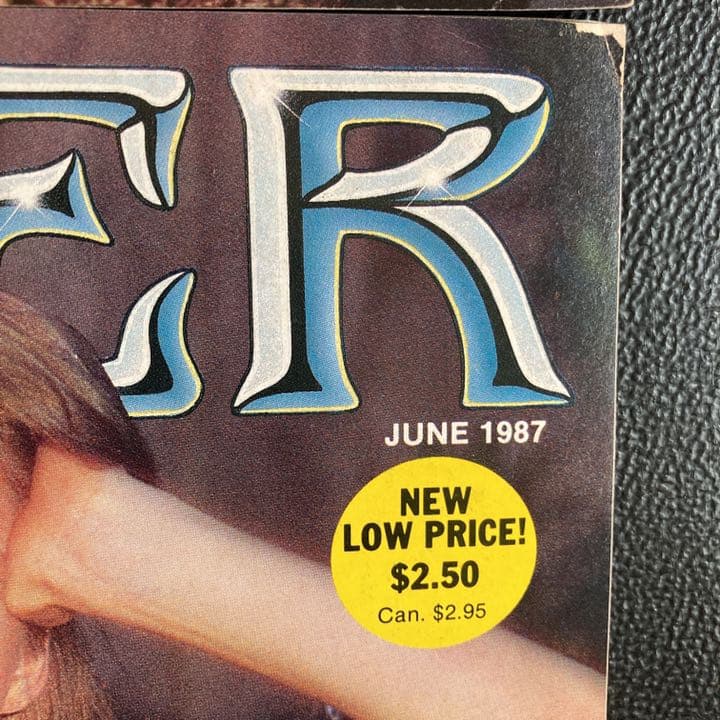 ER
JUNE 1987
NEW
LOW PRICE!
$2.50
Can. $2.95